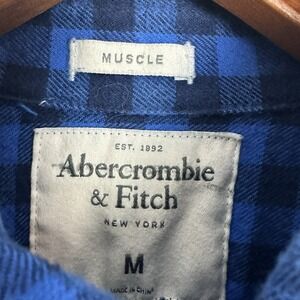 MUSCLE
EST. 1892
Abercrombie
& Fitch
NEW YORK
M
MADE IN CHINA